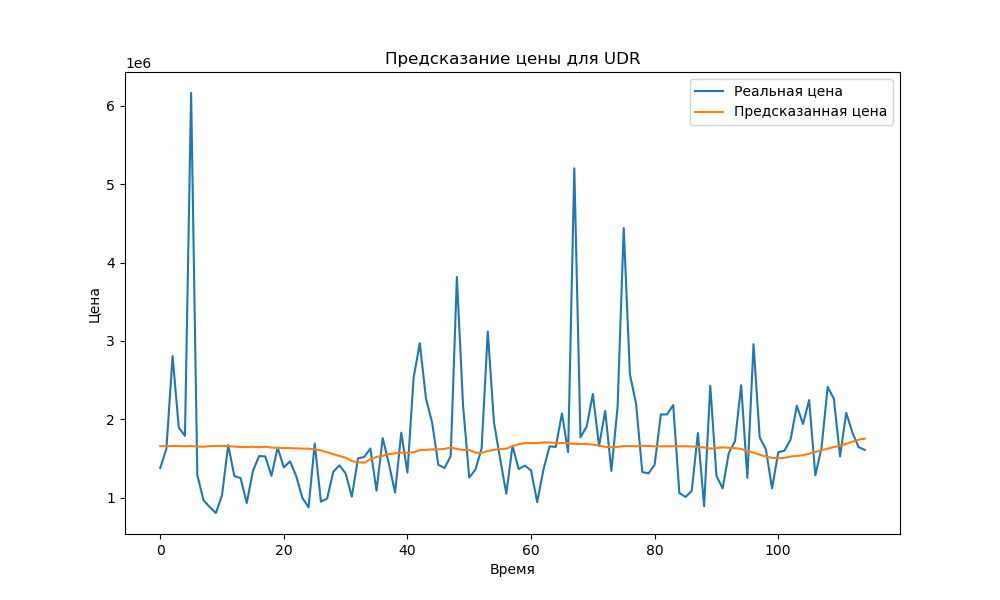 Предсказание цены для UDR
1e6
Реальная цена
Предсказанная цена
6
5
4
3
2
1
Цена
0 20 40 60 80 100
Время